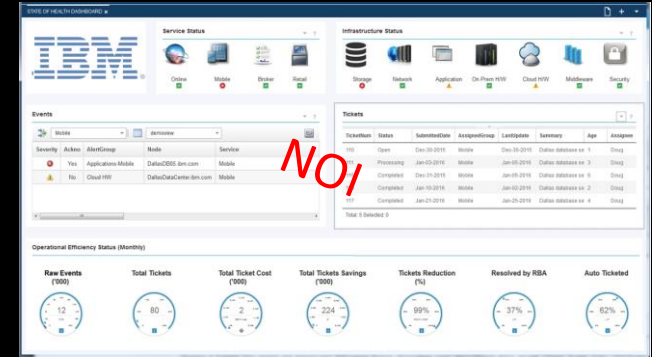 STATE OF HEALTH DASHBOARD
IBM
Service Status
Online
Mobile
Broker
Retail
Infrastructure Status
Storage
Network
Application
On Prem H/W
Cloud H/W
Middleware
Security
Events
Mobile
demoview
Severity Ackno AlertGroup Node Service
Yes Applications-Mobile DallasDB65.ibm.com Mobile
No Cloud HW DallasDataCenter.ibm.com Mobile
NOI
Tickets
TicketNum Status SubmittedDate AssignedGroup LastUpdate Summary Age Assignee
Open Dec-30-2015 Mobile Dec-30-2015 Dallas database se 1 Doug
Processing Jan-03-2016 Mobile Jan-05-2016 Dallas database se 3 Doug
Completed Dec-31-2015 Mobile Jan-05-2016 Dallas database se 5 Doug
Completed Jan-10-2016 Mobile Dallas database se 2 Doug
Completed Jan-21-2016 Mobile Jan-25-2016 Dallas database se 4 Doug
Total: 5 Selected: 0
Operational Efficiency Status (Monthly)
Raw Events
('000)
12
Total Tickets
80
Total Ticket Cost
('000)
2
Total Tickets Savings
('000)
224
Tickets Reduction
(%)
99%
Resolved by RBA
37%
Auto Ticketed
62%